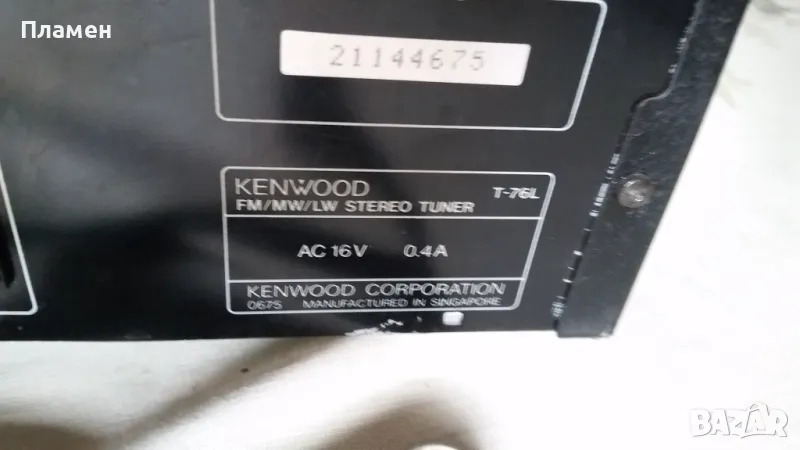 Пламен
21144675
KENWOOD T-76L
FM/MW/LW STEREO TUNER
AC 16V 0.4A
KENWOOD CORPORATION
0675 MANUFACTURED IN SINGAPORE
BAZAR